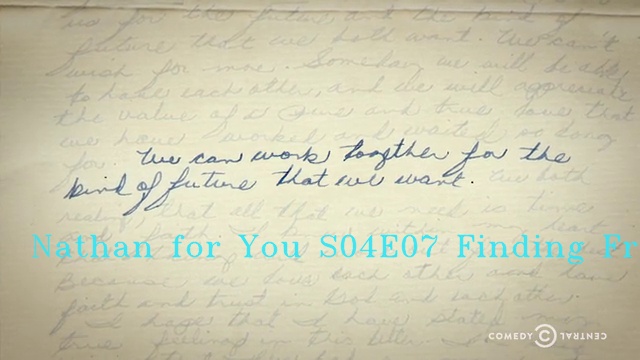 us for the future and the kind of
future that we both want. We can't
wish for more. Someday we will be able
to have each other, and we will appreciate
the value of a fine and true love that
we have worked and waited so long
for. We can work together for the
kind of future that we want. We both
realize that all that we need is time
Nathan for You S04E07 Finding Fr
Because we love each other and have
faith and trust in God and each other.
I hope that I have stated my
true feelings in this letter. I
COMEDY CENTRAL